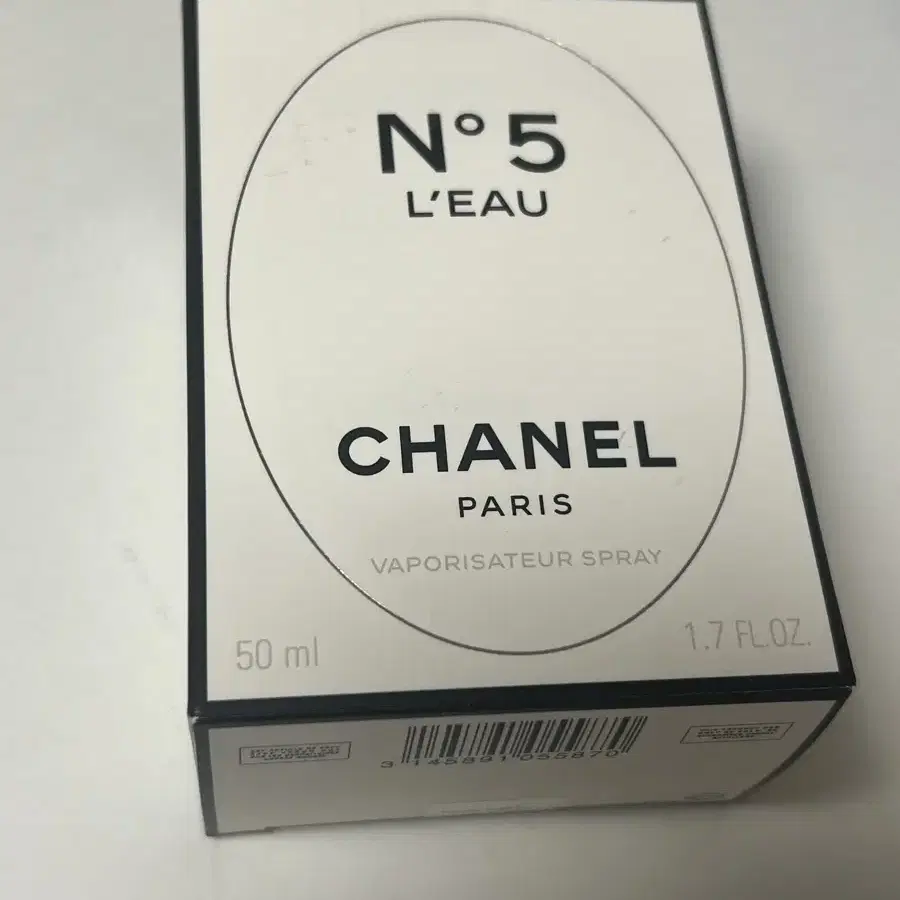 N° 5
L'EAU
CHANEL
PARIS
VAPORISATEUR SPRAY
50 ml
1.7 FL.OZ.
3 145891 055870